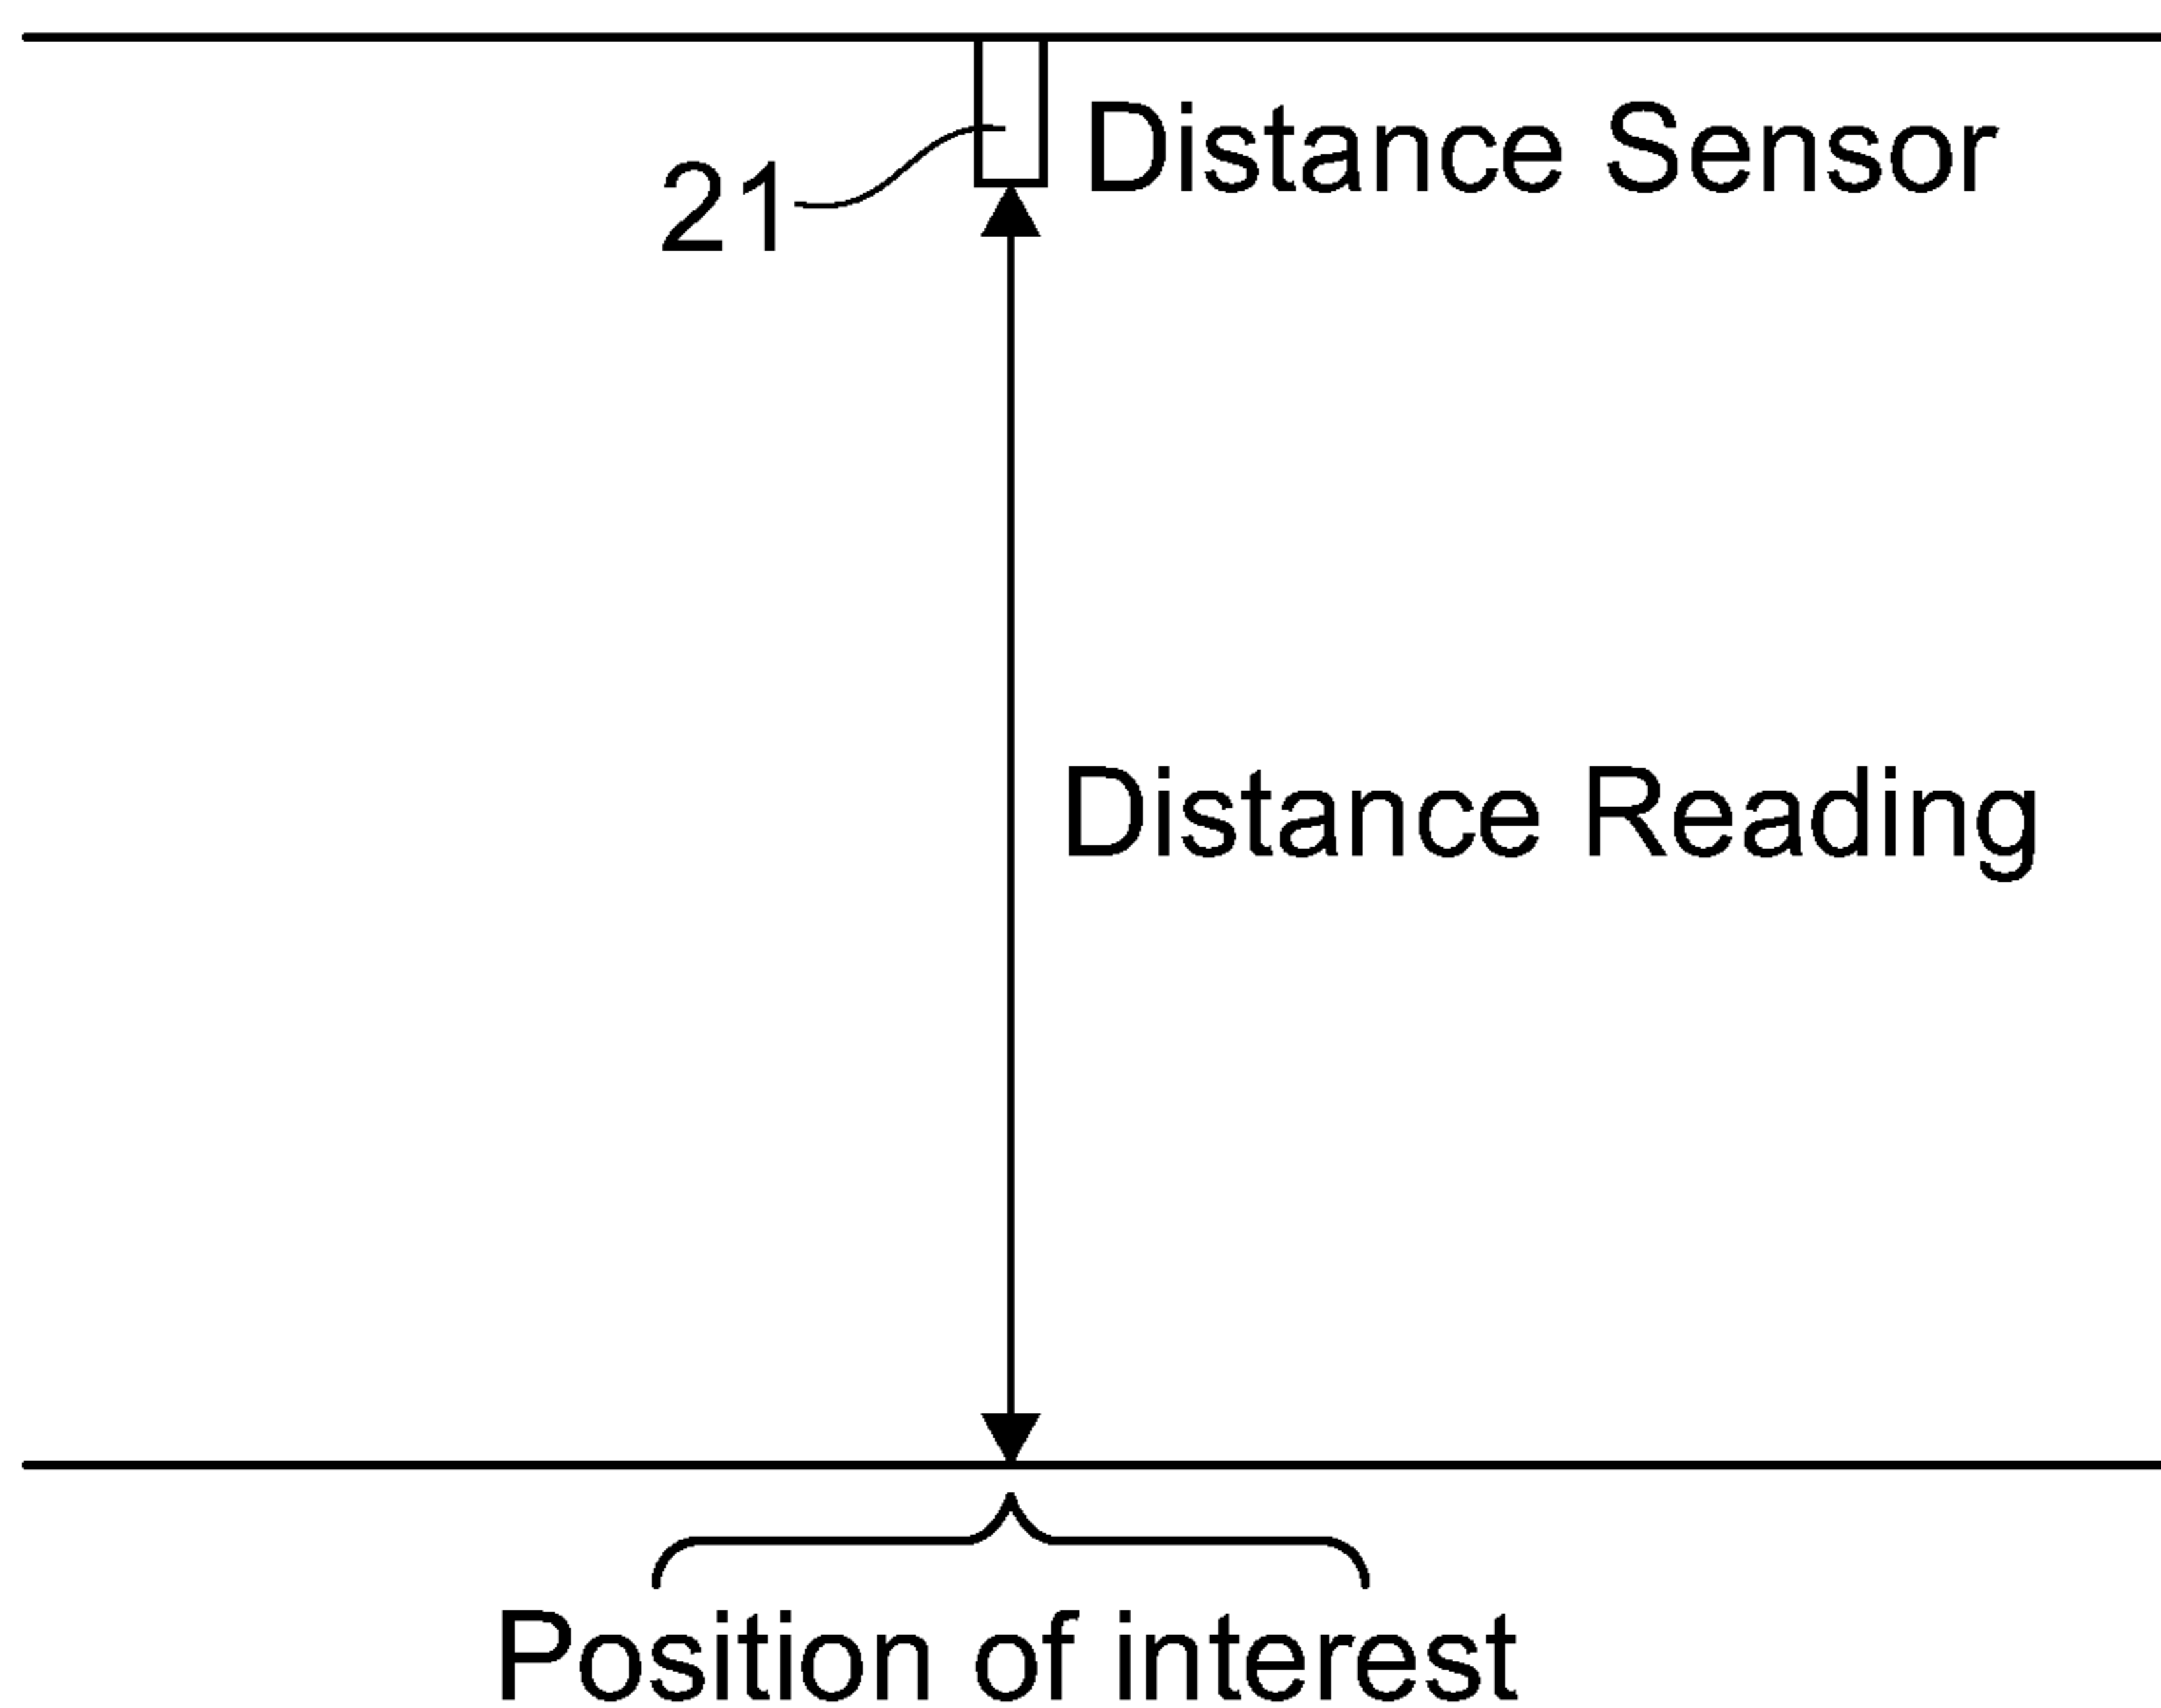 Distance Sensor
21
Distance Reading
Position of interest